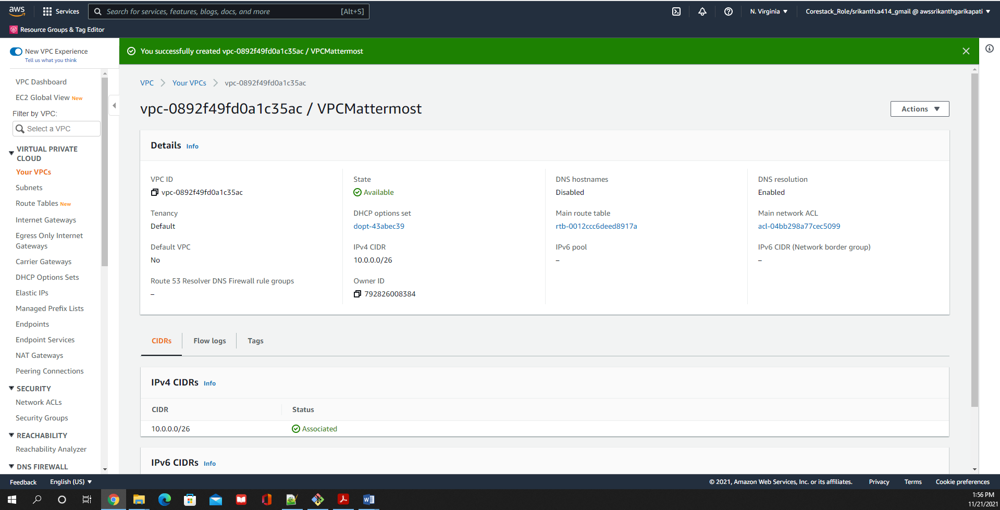 aws
Services
Search for services, features, blogs, docs, and more [Alt+S]
N. Virginia ▼
Corestack_Role/srikanth.a414_gmail @ awssrikanthgarikapati ▼
Resource Groups & Tag Editor
New VPC Experience
Tell us what you think
You successfully created vpc-0892f49fd0a1c35ac / VPCMattermost
VPC Dashboard
EC2 Global View New
Filter by VPC:
Select a VPC
VIRTUAL PRIVATE
CLOUD
Your VPCs
Subnets
Route Tables New
Internet Gateways
Egress Only Internet
Gateways
Carrier Gateways
DHCP Options Sets
Elastic IPs
Managed Prefix Lists
Endpoints
Endpoint Services
NAT Gateways
Peering Connections
SECURITY
Network ACLs
Security Groups
REACHABILITY
Reachability Analyzer
DNS FIREWALL
VPC > Your VPCs > vpc-0892f49fd0a1c35ac
vpc-0892f49fd0a1c35ac / VPCMattermost
Actions ▼
Details Info
VPC ID
vpc-0892f49fd0a1c35ac
State
Available
DNS hostnames
Disabled
DNS resolution
Enabled
Tenancy
Default
DHCP options set
dopt-43abec39
Main route table
rtb-0012ccc6deed8917a
Main network ACL
acl-04bb298a77cec5099
Default VPC
No
IPv4 CIDR
10.0.0.0/26
IPv6 pool
–
IPv6 CIDR (Network border group)
–
Route 53 Resolver DNS Firewall rule groups
–
Owner ID
792826008384
CIDRs
Flow logs
Tags
IPv4 CIDRs Info
CIDR Status
10.0.0.0/26 Associated
IPv6 CIDRs Info
Feedback English (US) ▼
© 2021, Amazon Web Services, Inc. or its affiliates. Privacy Terms Cookie preferences
1:56 PM
11/21/2021